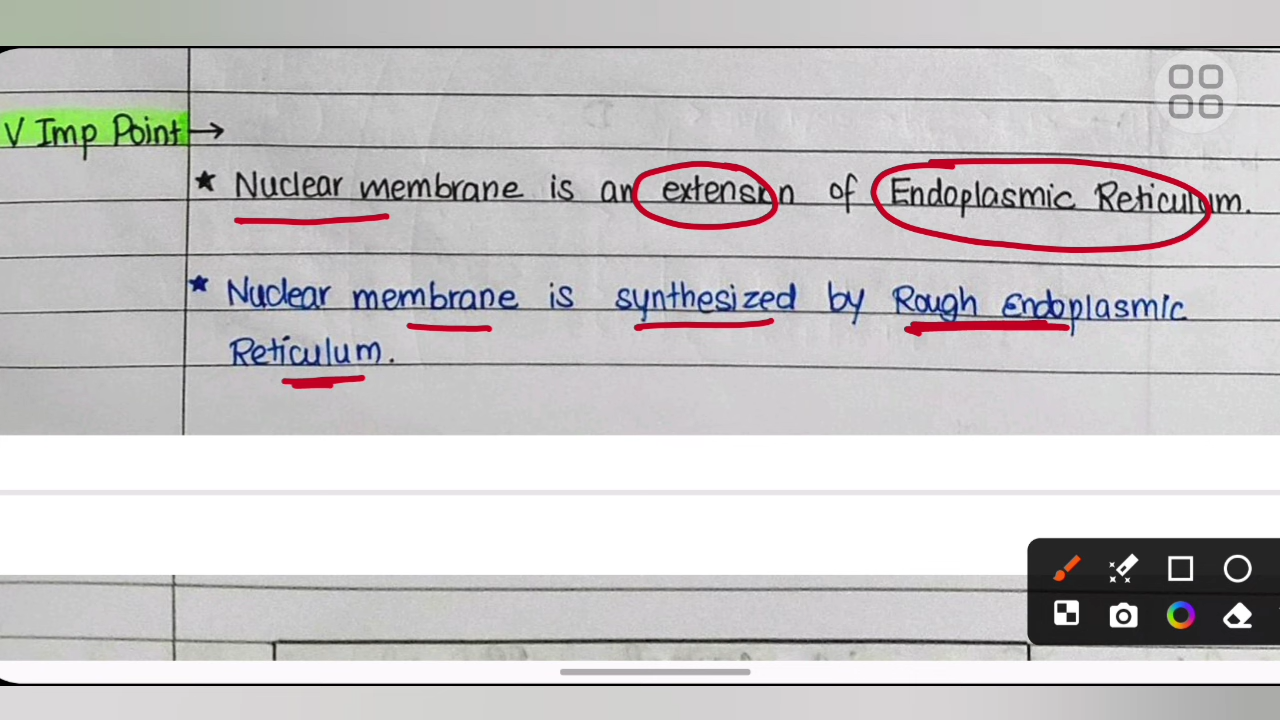 V Imp Point →
★ Nuclear membrane is an extension of Endoplasmic Reticulum.
★ Nuclear membrane is synthesized by Rough Endoplasmic
Reticulum.